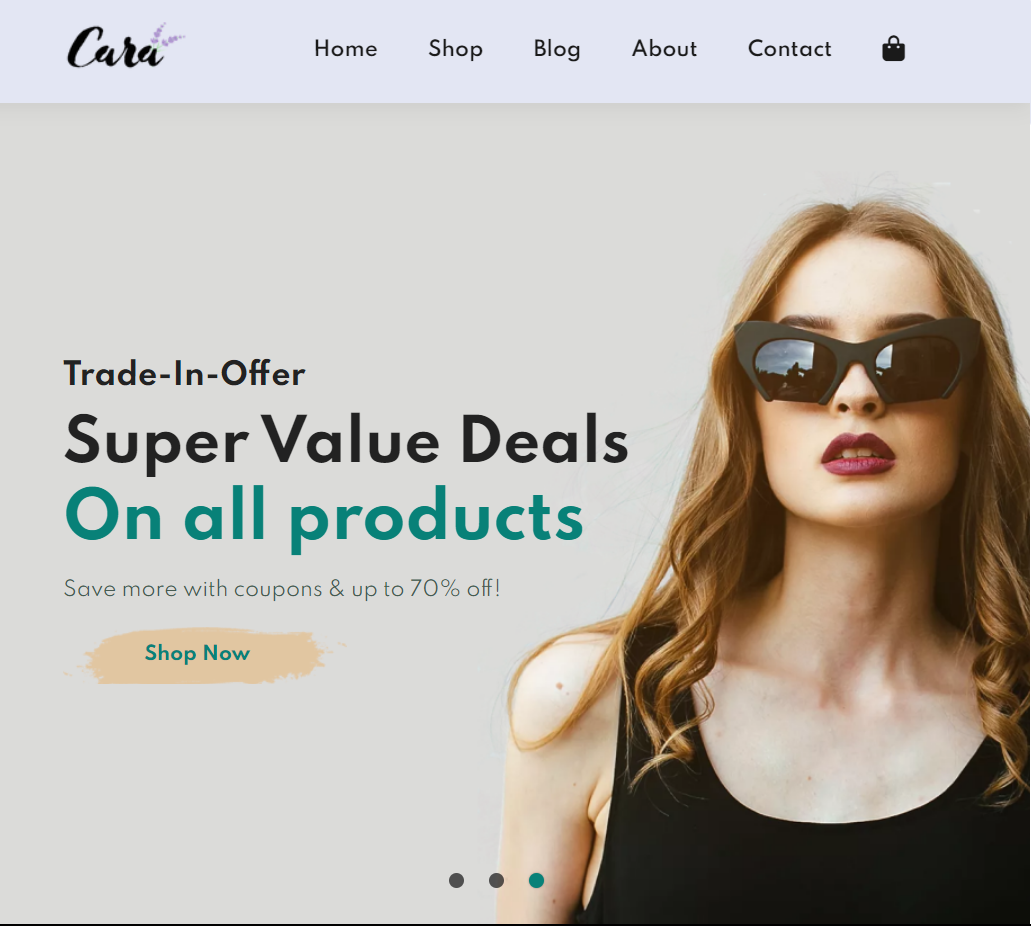 Cara
Home Shop Blog About Contact
Trade-In-Offer
Super Value Deals
On all products
Save more with coupons & up to 70% off!
Shop Now